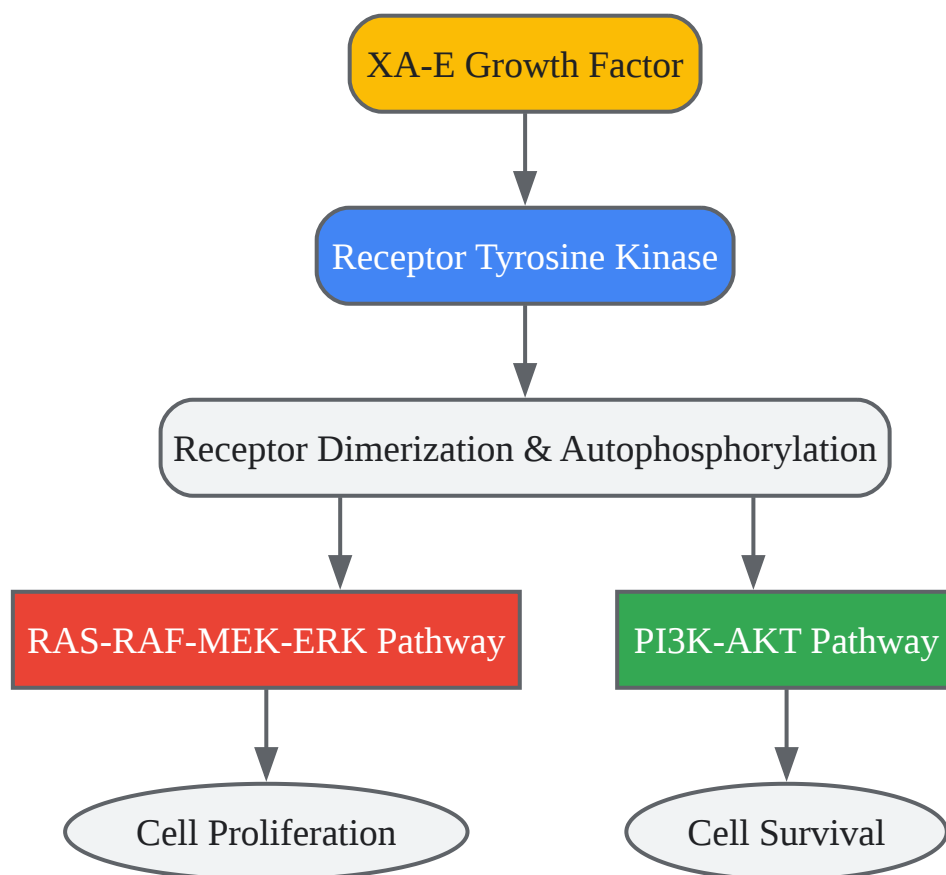 XA-E Growth Factor
Receptor Tyrosine Kinase
Receptor Dimerization & Autophosphorylation
RAS-RAF-MEK-ERK Pathway
PI3K-AKT Pathway
Cell Proliferation
Cell Survival